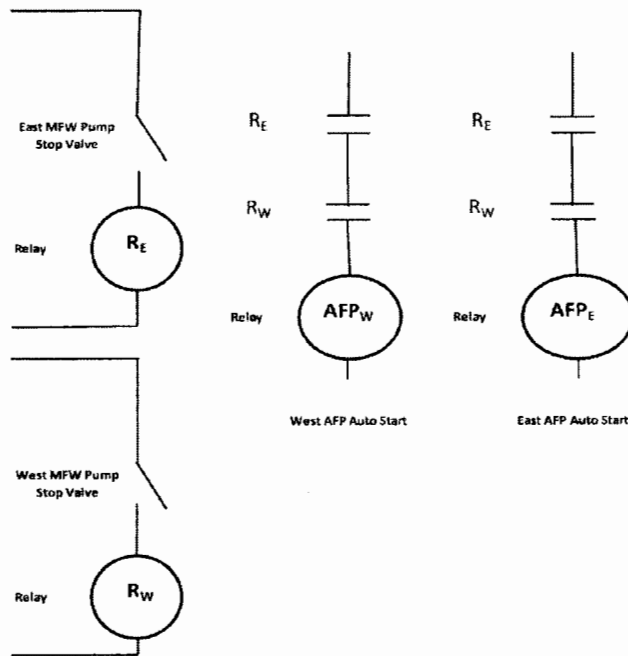 East MFW Pump
Stop Valve
Relay
R_E
West MFW Pump
Stop Valve
Relay
R_W
R_E
R_W
Relay
AFP_W
West AFP Auto Start
R_E
R_W
Relay
AFP_E
East AFP Auto Start